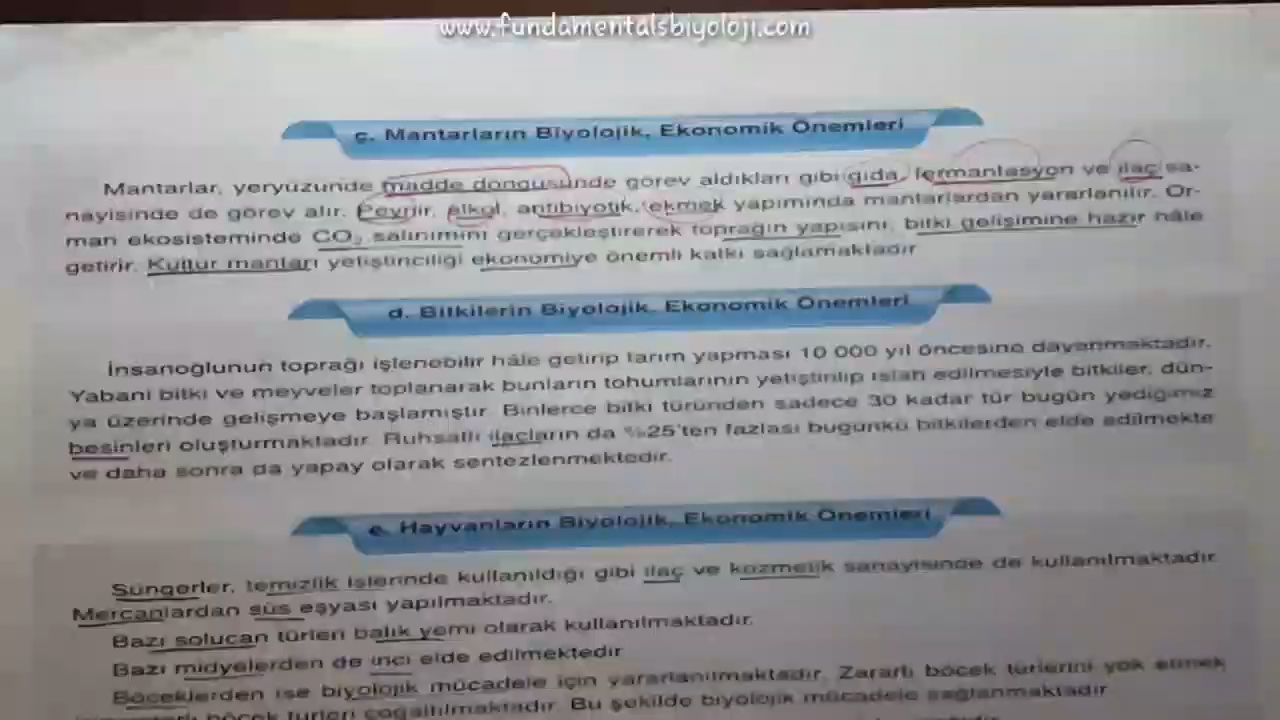 www.fundamentalsbiyoloji.com
ç. Mantarların Biyolojik, Ekonomik Önemleri
Mantarlar, yeryüzünde madde döngüsünde görev aldıkları gibi gıda, fermantasyon ve ilaç sa-
nayisinde de görev alır. Peynir, alkol, antibiyotik, ekmek yapımında mantarlardan yararlanılır. Or-
man ekosisteminde CO₂ salınımını gerçekleştirerek toprağın yapısını, bitki gelişimine hazır hâle
getirir. Kültür mantarı yetiştiriciliği ekonomiye önemli katkı sağlamaktadır
d. Bitkilerin Biyolojik, Ekonomik Önemleri
İnsanoğlunun toprağı işlenebilir hâle getirip tarım yapması 10 000 yıl öncesine dayanmaktadır.
Yabani bitki ve meyveler toplanarak bunların tohumlarının yetiştirilip ıslah edilmesiyle bitkiler, dün-
ya üzerinde gelişmeye başlamıştır. Binlerce bitki türünden sadece 30 kadar tür bugün yediğimiz
besinleri oluşturmaktadır. Ruhsatlı ilaçların da %25'ten fazlası bugünkü bitkilerden elde edilmekte
ve daha sonra da yapay olarak sentezlenmektedir.
e. Hayvanların Biyolojik, Ekonomik Önemleri
Süngerler, temizlik işlerinde kullanıldığı gibi ilaç ve kozmetik sanayisinde de kullanılmaktadır
Mercanlardan süs eşyası yapılmaktadır.
Bazı solucan türleri balık yemi olarak kullanılmaktadır.
Bazı midyelerden de inci elde edilmektedir
Böceklerden ise biyolojik mücadele için yararlanılmaktadır. Zararlı böcek türlerini yok etmek
böcek türleri çoğaltılmaktadır. Bu şekilde biyolojik mücadele sağlanmaktadır